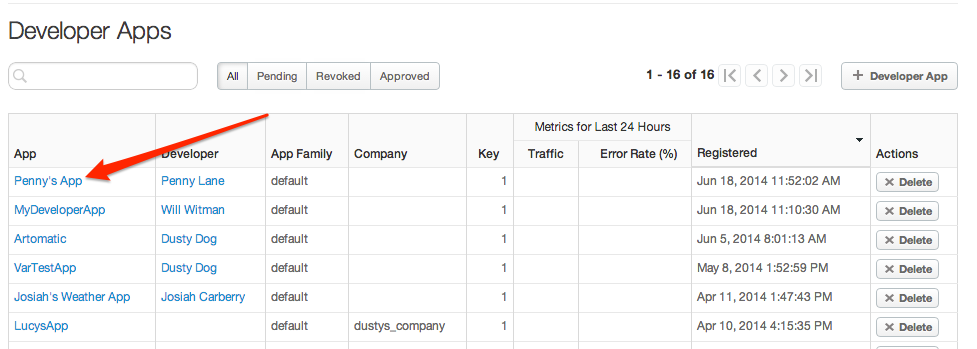 Developer Apps
All Pending Revoked Approved 1 - 16 of 16 + Developer App
Metrics for Last 24 Hours
App Developer App Family Company Key Traffic Error Rate (%) Registered Actions
Penny's App Penny Lane default 1 Jun 18, 2014 11:52:02 AM × Delete
MyDeveloperApp Will Witman default 1 Jun 18, 2014 11:10:30 AM × Delete
Artomatic Dusty Dog default 1 Jun 5, 2014 8:01:13 AM × Delete
VarTestApp Dusty Dog default 1 May 8, 2014 1:52:59 PM × Delete
Josiah's Weather App Josiah Carberry default 1 Apr 11, 2014 1:47:43 PM × Delete
LucysApp default dustys_company 1 Apr 10, 2014 4:15:35 PM × Delete